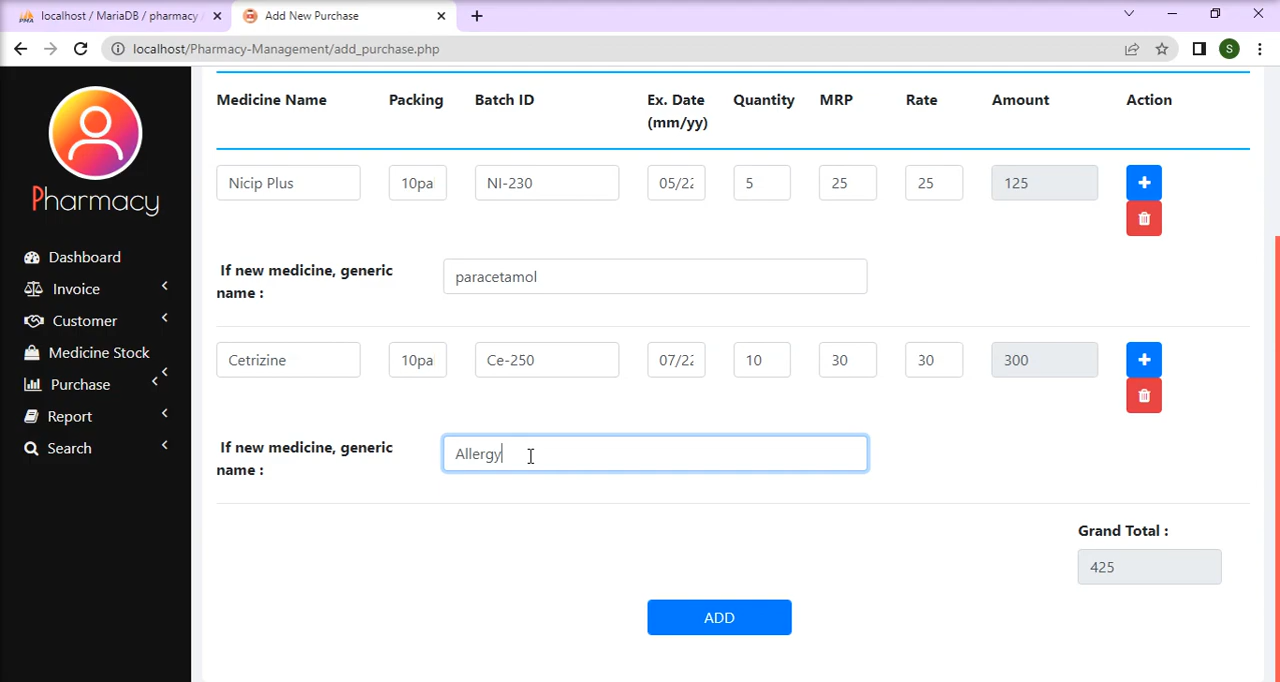 localhost / MariaDB / pharmacy
Add New Purchase
localhost/Pharmacy-Management/add_purchase.php
S
Pharmacy
Dashboard
Invoice
Customer
Medicine Stock
Purchase
Report
Search
Medicine Name Packing Batch ID Ex. Date (mm/yy) Quantity MRP Rate Amount Action
Nicip Plus 10pa NI-230 05/22 5 25 25 125
If new medicine, generic name : paracetamol
Cetrizine 10pa Ce-250 07/22 10 30 30 300
If new medicine, generic name : Allergy
Grand Total :
425
ADD